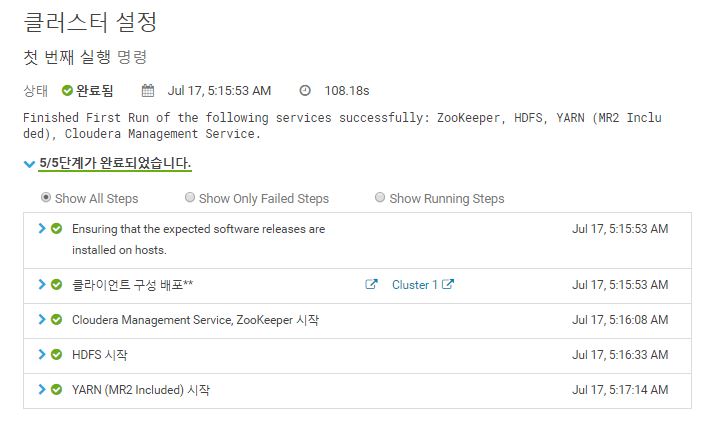 클러스터 설정
첫 번째 실행 명령
상태 완료됨 Jul 17, 5:15:53 AM 108.18s
Finished First Run of the following services successfully: ZooKeeper, HDFS, YARN (MR2 Inclu
ded), Cloudera Management Service.
5/5단계가 완료되었습니다.
Show All Steps Show Only Failed Steps Show Running Steps
Ensuring that the expected software releases are Jul 17, 5:15:53 AM
installed on hosts.
클라이언트 구성 배포** Cluster 1 Jul 17, 5:15:53 AM
Cloudera Management Service, ZooKeeper 시작 Jul 17, 5:16:08 AM
HDFS 시작 Jul 17, 5:16:33 AM
YARN (MR2 Included) 시작 Jul 17, 5:17:14 AM